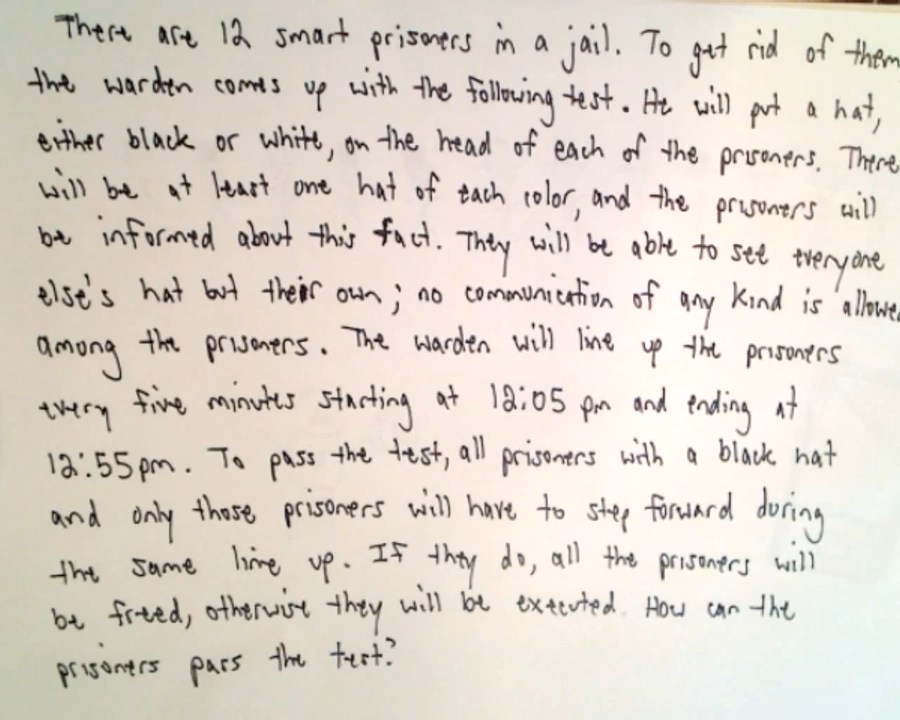 There are 12 smart prisoners in a jail. To get rid of them
the warden comes up with the following test. He will put a hat,
either black or white, on the head of each of the prisoners. There
will be at least one hat of each color, and the prisoners will
be informed about this fact. They will be able to see everyone
else's hat but their own; no communication of any kind is allowe
among the prisoners. The warden will line up the prisoners
every five minutes starting at 12:05 pm and ending at
12:55pm. To pass the test, all prisoners with a black hat
and only those prisoners will have to step forward during
the same line up. If they do, all the prisoners will
be freed, otherwise they will be executed. How can the
prisoners pass the test?